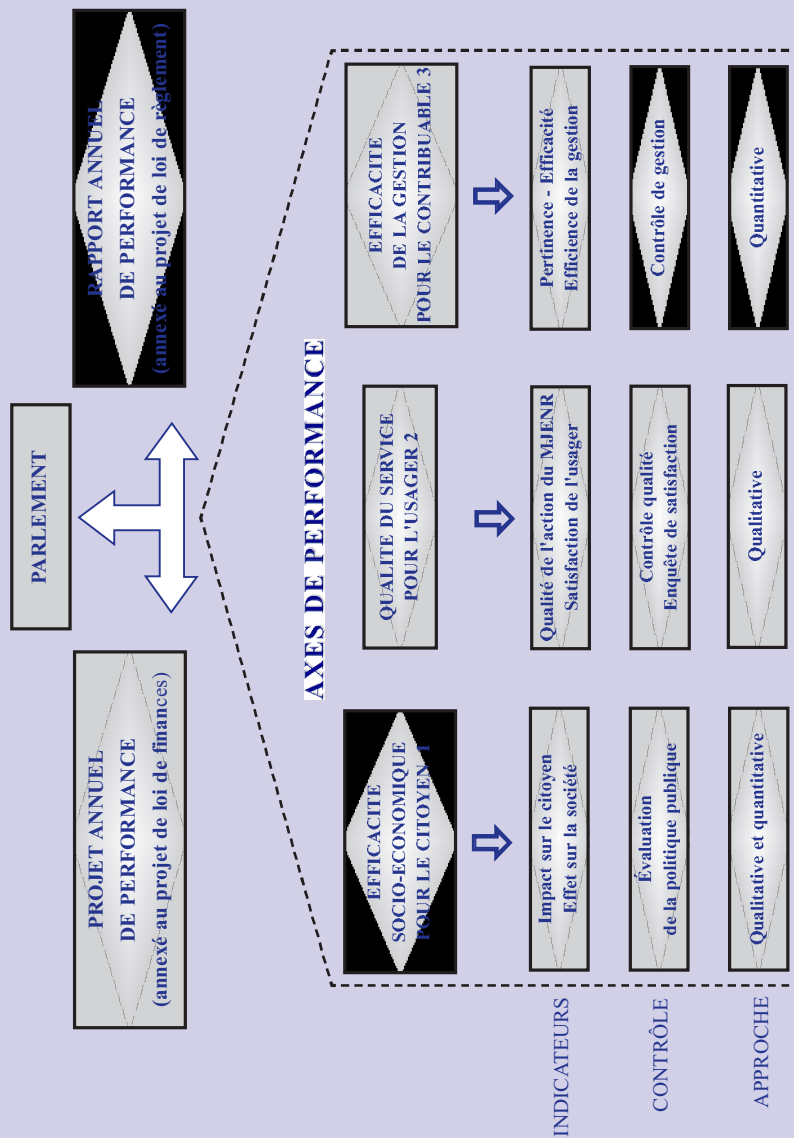 PARLEMENT
PROJET ANNUEL
DE PERFORMANCE
(annexé au projet de loi de finances)
RAPPORT ANNUEL
DE PERFORMANCE
(annexé au projet de loi de règlement)
AXES DE PERFORMANCE
EFFICACITE
SOCIO-ECONOMIQUE
POUR LE CITOYEN 1
QUALITE DU SERVICE
POUR L'USAGER 2
EFFICACITE
DE LA GESTION
POUR LE CONTRIBUABLE 3
INDICATEURS
Impact sur le citoyen
Effet sur la société
Qualité de l'action du MJENR
Satisfaction de l'usager
Pertinence - Efficacité
Efficience de la gestion
CONTRÔLE
Évaluation
de la politique publique
Contrôle qualité
Enquête de satisfaction
Contrôle de gestion
APPROCHE
Qualitative et quantitative
Qualitative
Quantitative